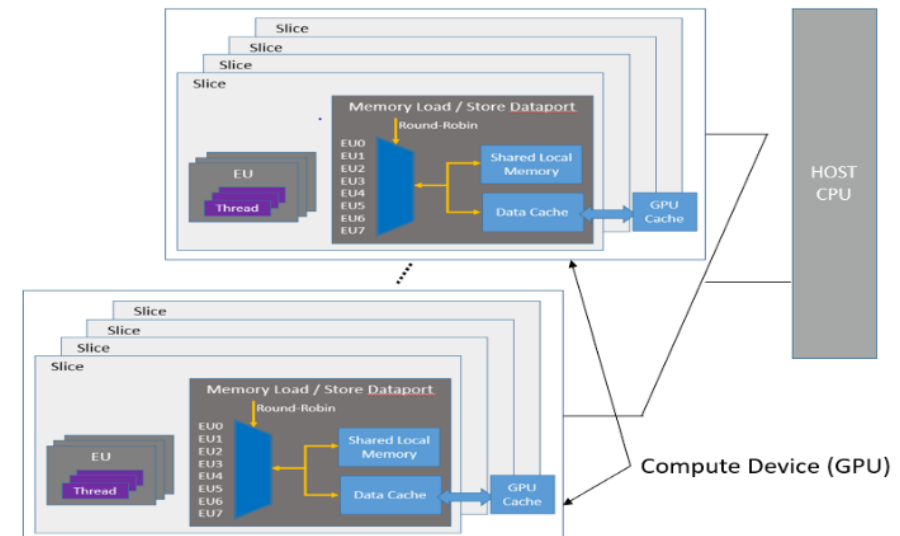 Slice
Slice
Slice
Slice
Memory Load / Store Dataport
Round-Robin
EU0
EU1
EU2
EU3
EU4
EU5
EU6
EU7
EU
Thread
Shared Local
Memory
Data Cache
GPU
Cache
HOST
CPU
Slice
Slice
Slice
Slice
Memory Load / Store Dataport
Round-Robin
EU0
EU1
EU2
EU3
EU4
EU5
EU6
EU7
EU
Thread
Shared Local
Memory
Data Cache
GPU
Cache
Compute Device (GPU)